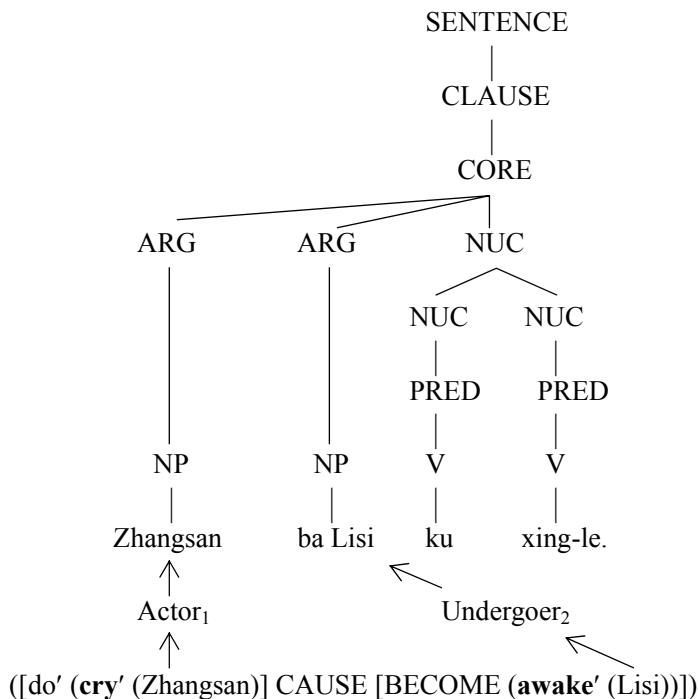 SENTENCE
CLAUSE
CORE
ARG ARG NUC
NUC NUC
PRED PRED
NP NP V V
Zhangsan ba Lisi ku xing-le.
Actor₁ Undergoer₂
([do′ (cry′ (Zhangsan)] CAUSE [BECOME (awake′ (Lisi))])